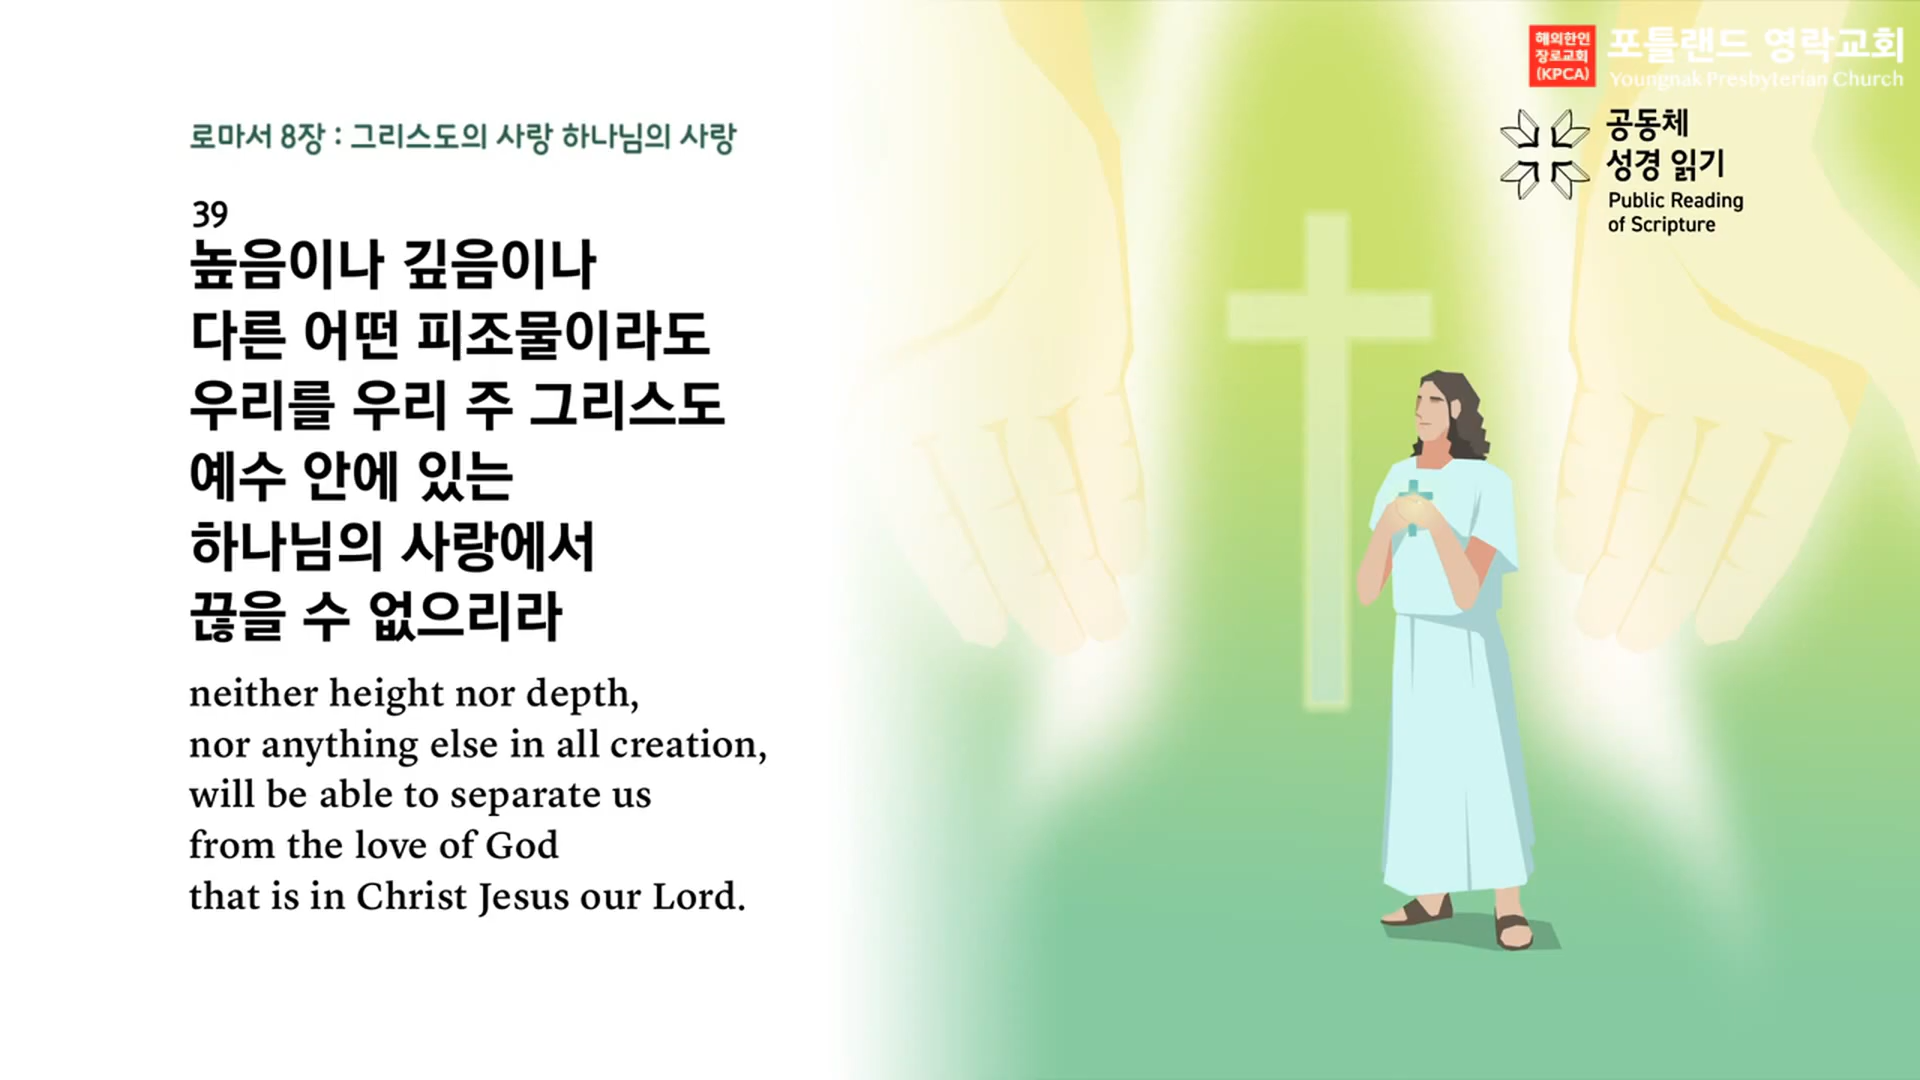 해외한인
장로교회
(KPCA)
포틀랜드 영락교회
Youngnak Presbyterian Church
공동체
성경 읽기
Public Reading
of Scripture
로마서 8장 : 그리스도의 사랑 하나님의 사랑
39
높음이나 깊음이나
다른 어떤 피조물이라도
우리를 우리 주 그리스도
예수 안에 있는
하나님의 사랑에서
끊을 수 없으리라
neither height nor depth,
nor anything else in all creation,
will be able to separate us
from the love of God
that is in Christ Jesus our Lord.